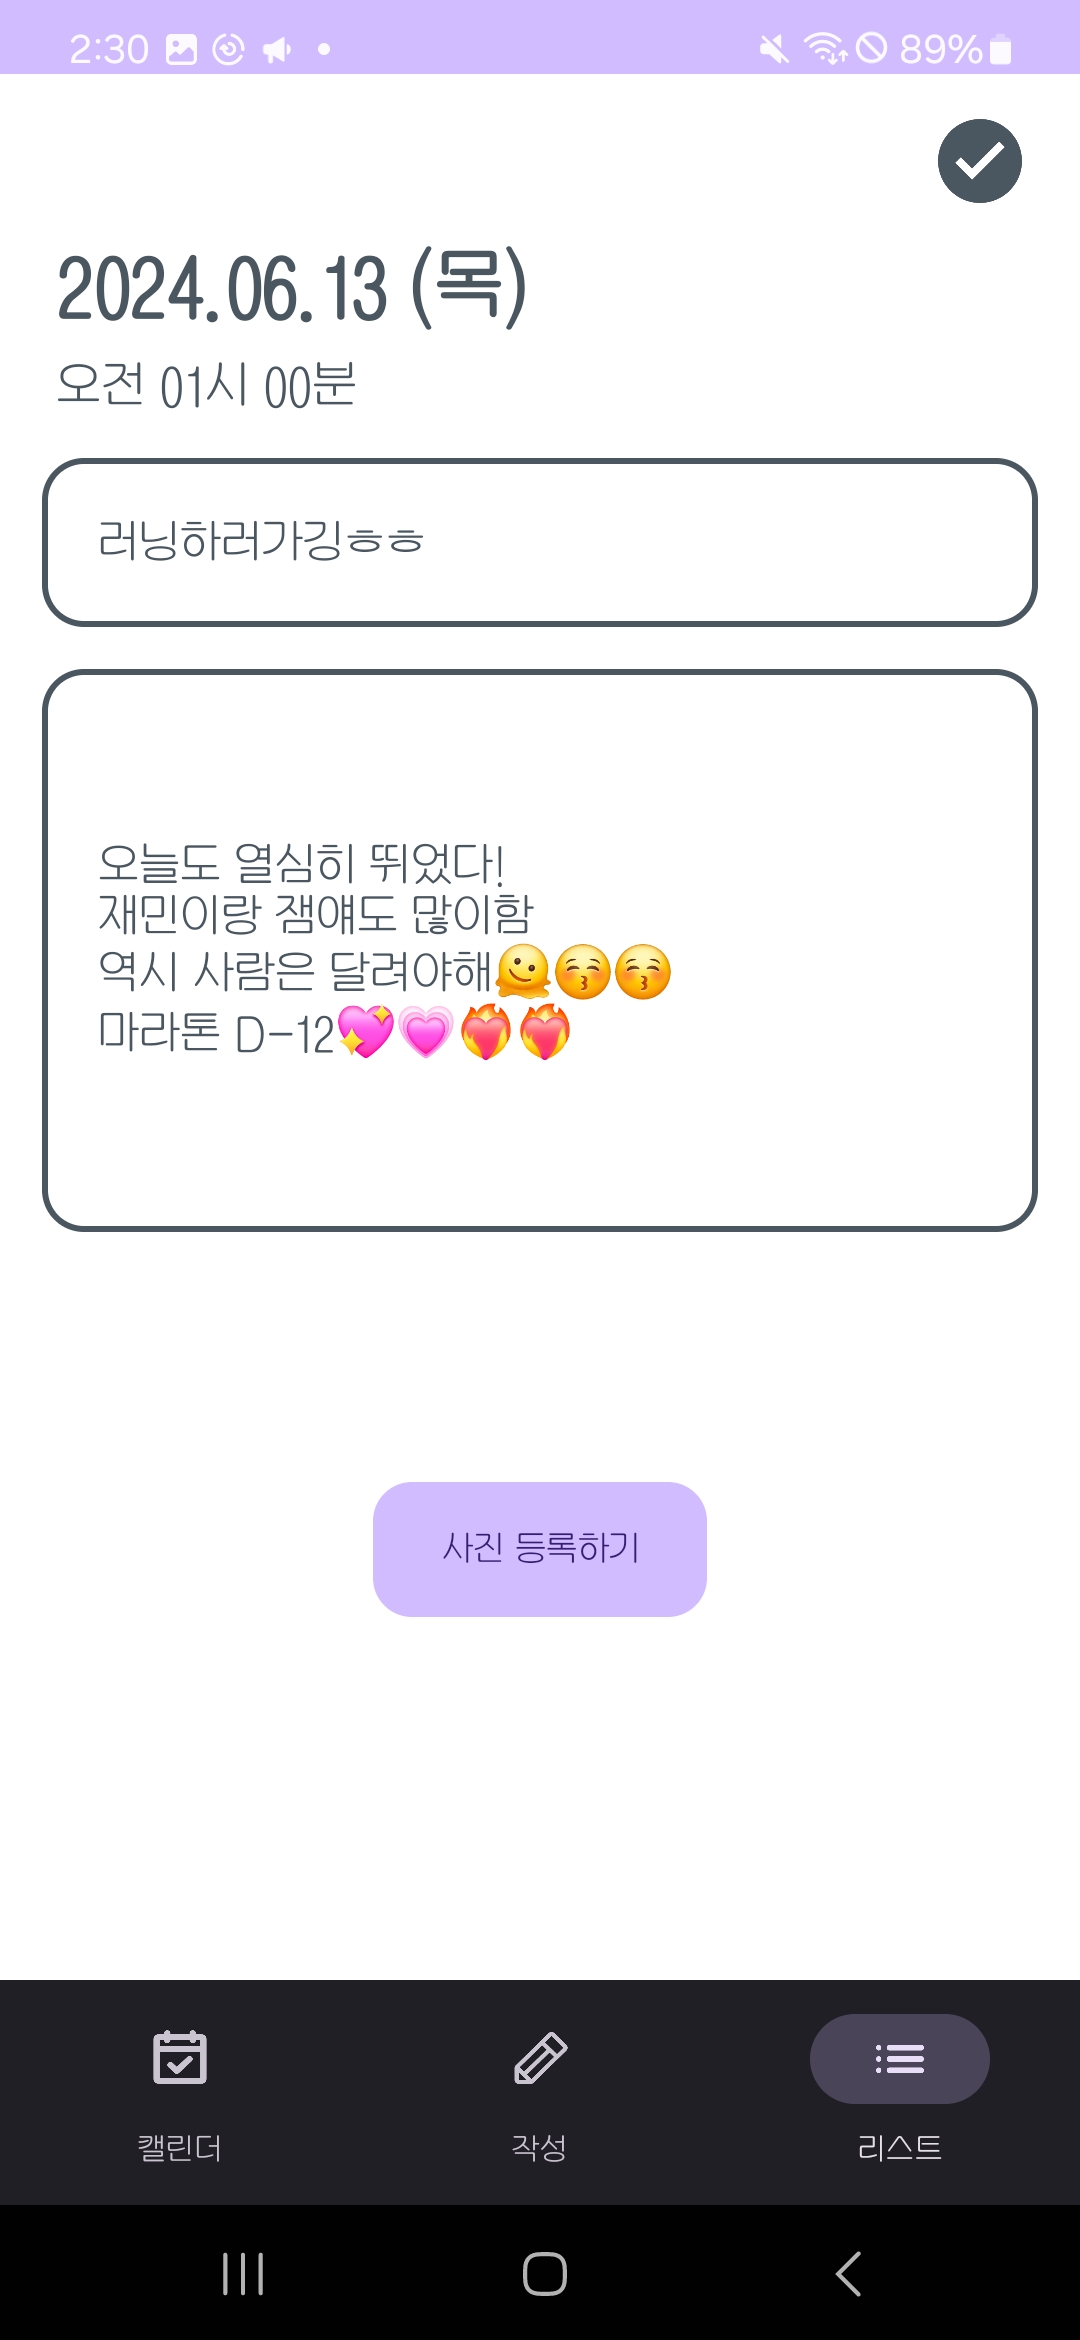 2:30
89%
2024.06.13 (목)
오전 01시 00분
러닝하러가깅ㅎㅎ
오늘도 열심히 뛰었다!
재민이랑 잼얘도 많이함
역시 사람은 달려야해🫠😚😚
마라톤 D-12💖💗❤️‍🔥❤️‍🔥
사진 등록하기
캘린더
작성
리스트